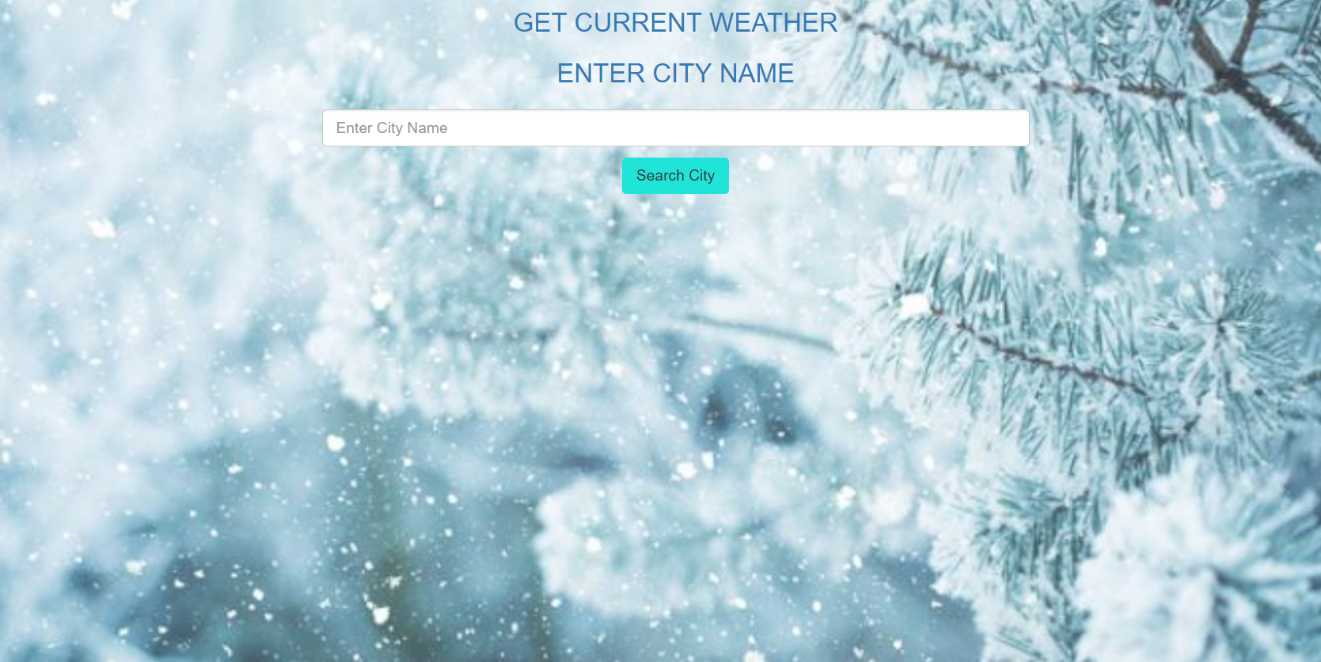 GET CURRENT WEATHER
ENTER CITY NAME
Enter City Name
Search City